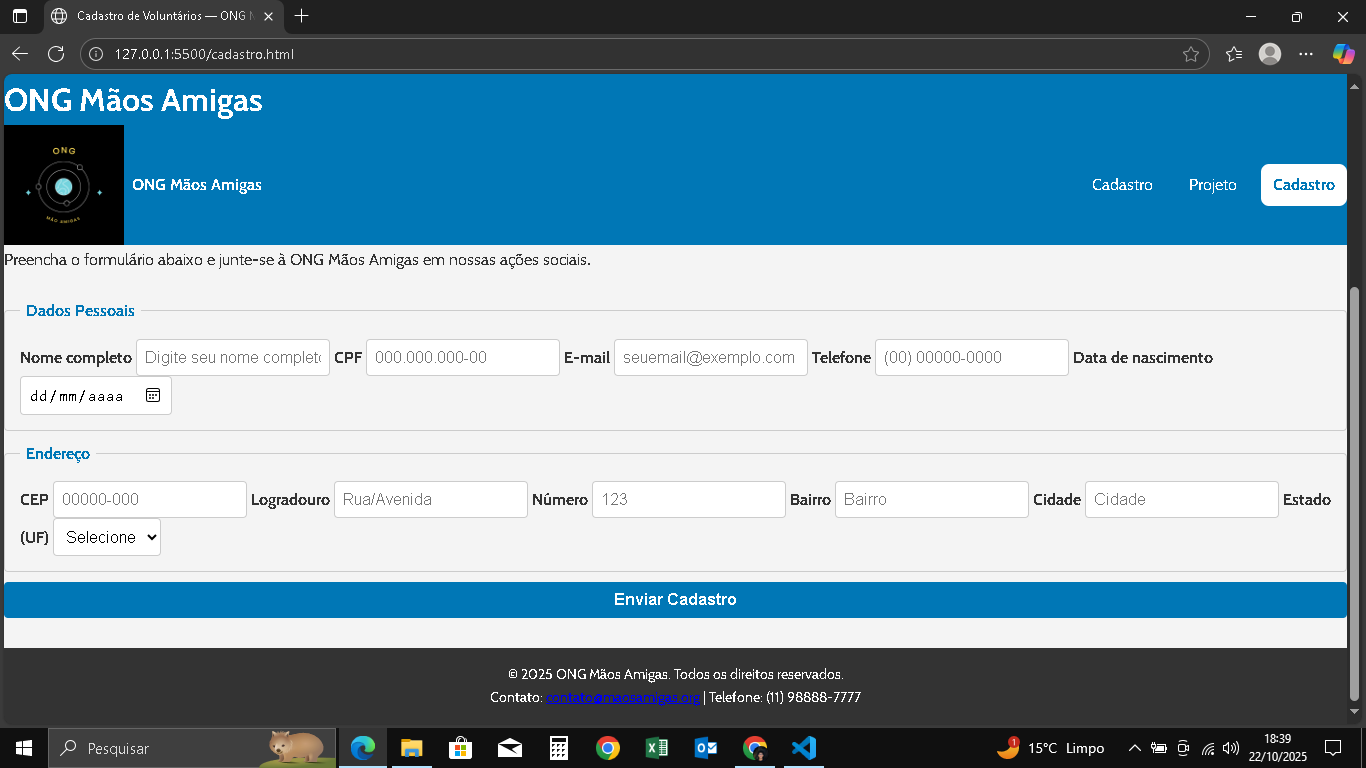 Cadastro de Voluntários — ONG M
127.0.0.1:5500/cadastro.html
ONG Mãos Amigas
ONG
MÃO AMIGAS
ONG Mãos Amigas
Cadastro
Projeto
Cadastro
Preencha o formulário abaixo e junte-se à ONG Mãos Amigas em nossas ações sociais.
Dados Pessoais
Nome completo Digite seu nome completo CPF 000.000.000-00 E-mail seuemail@exemplo.com Telefone (00) 00000-0000 Data de nascimento
dd/mm/aaaa
Endereço
CEP 00000-000 Logradouro Rua/Avenida Número 123 Bairro Bairro Cidade Cidade Estado
(UF) Selecione
Enviar Cadastro
© 2025 ONG Mãos Amigas. Todos os direitos reservados.
Contato: contato@maosamigas.org | Telefone: (11) 98888-7777
Pesquisar
1
15°C Limpo
18:39
22/10/2025